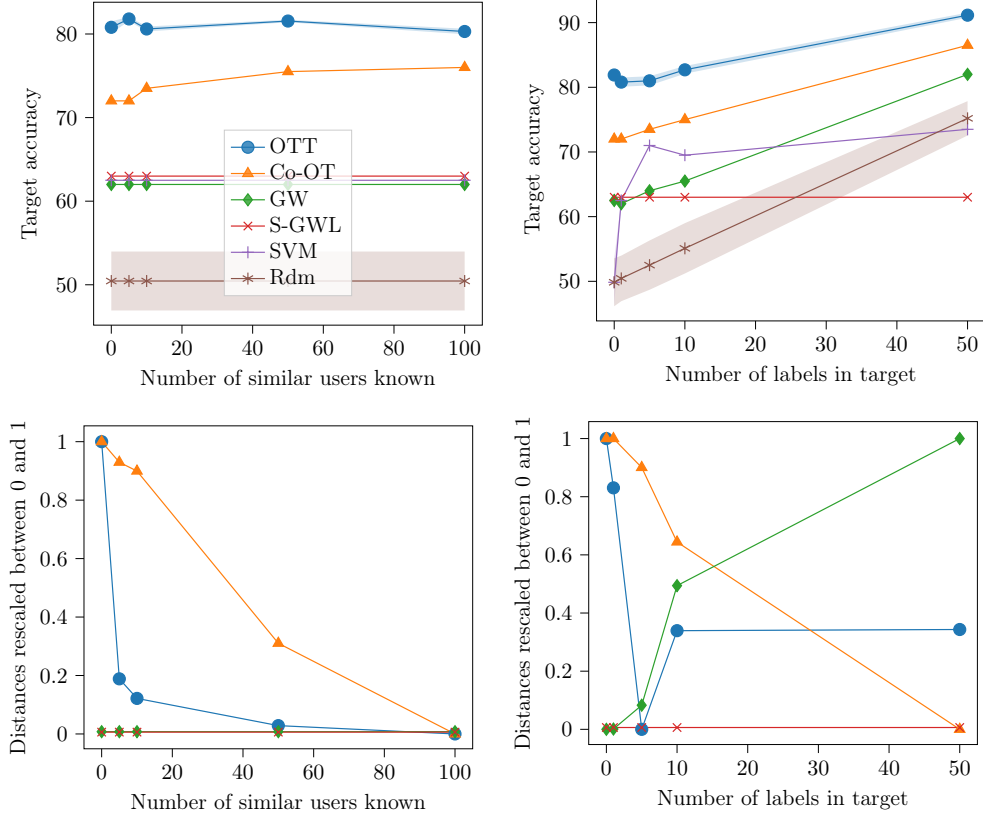 Target accuracy
80
70
60
50
OTT
Co-OT
GW
S-GWL
SVM
Rdm
0 20 40 60 80 100
Number of similar users known
Target accuracy
90
80
70
60
50
0 10 20 30 40 50
Number of labels in target
Distances rescaled between 0 and 1
1
0.8
0.6
0.4
0.2
0
0 20 40 60 80 100
Number of similar users known
Distances rescaled between 0 and 1
1
0.8
0.6
0.4
0.2
0
0 10 20 30 40 50
Number of labels in target